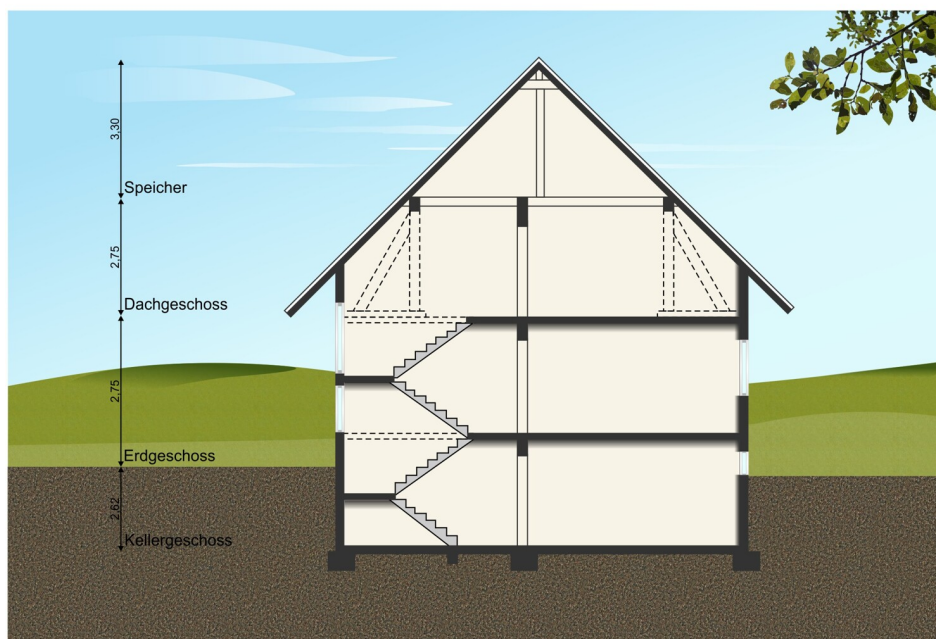 3.30
Speicher
2.75
Dachgeschoss
2.75
Erdgeschoss
2.62
Kellergeschoss